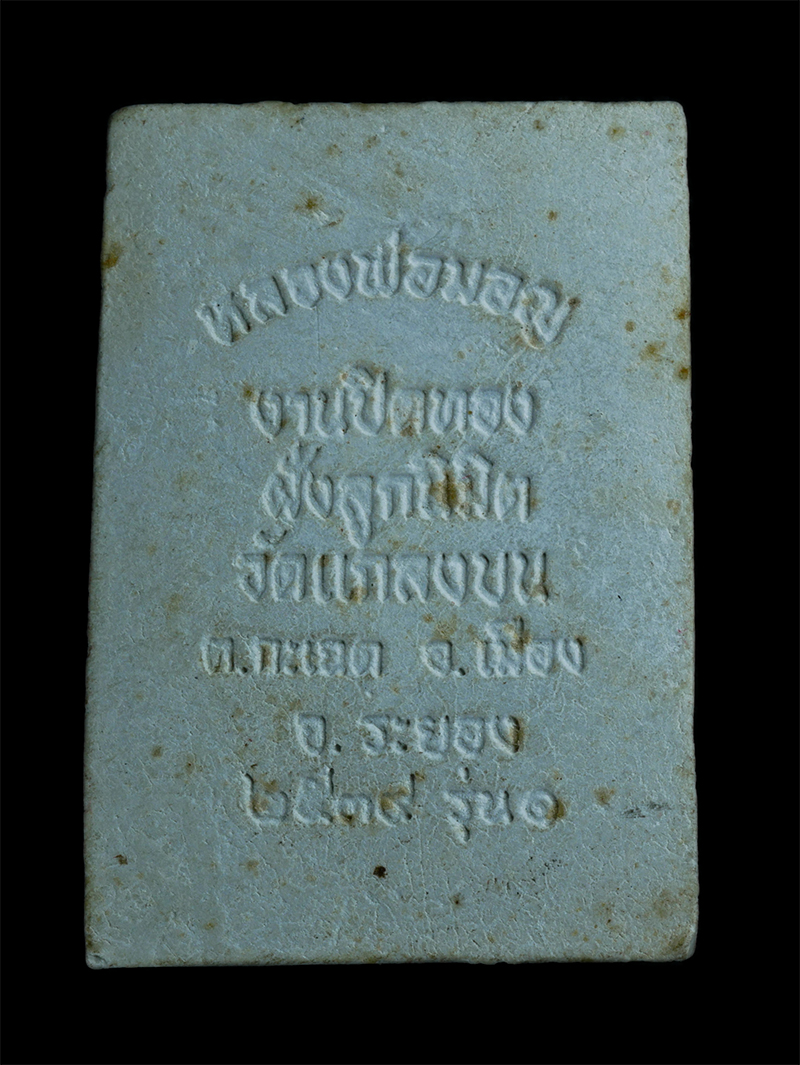 หลวงพ่อมอญ
งานปิดทอง
ฝังลูกนิมิต
วัดแกลงบน
ต.กะเฉด อ.เมือง
จ. ระยอง
๒๕๓๙ รุ่น๑